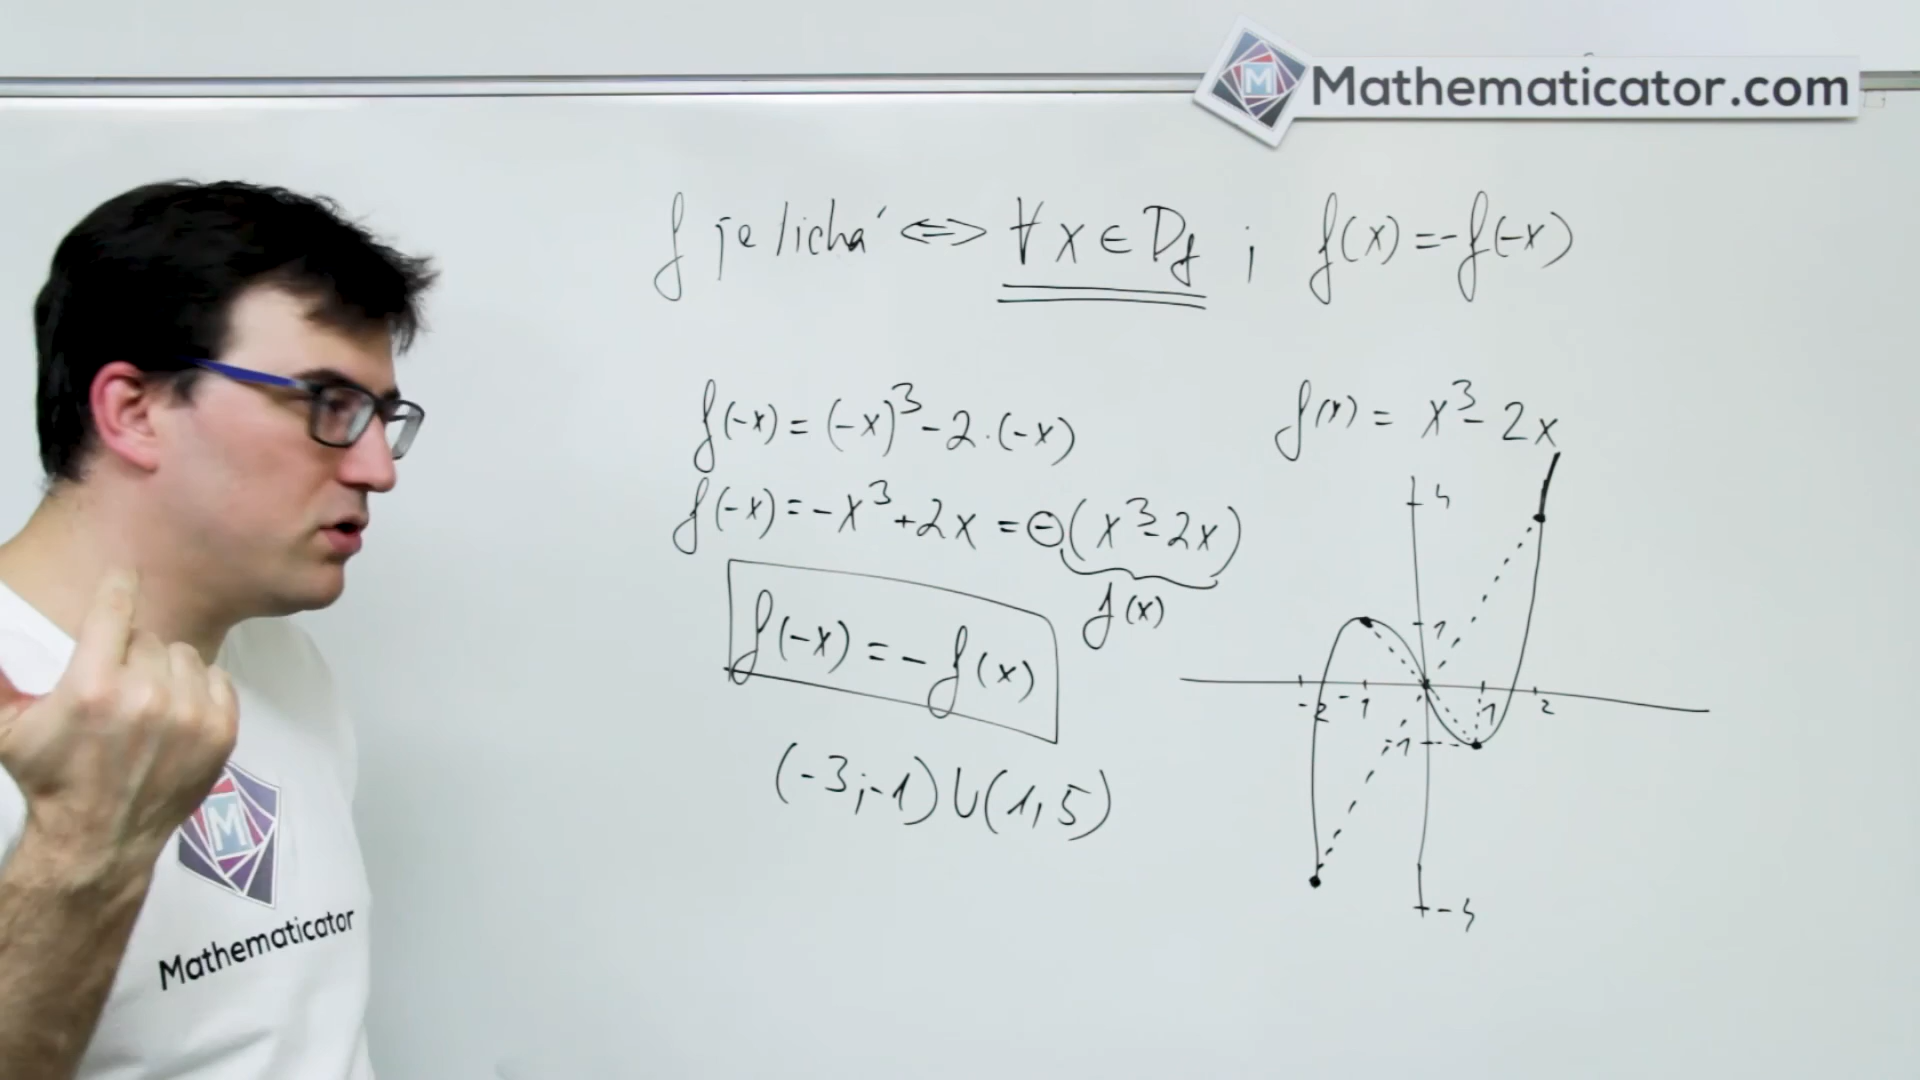 Mathematicator.com
f je lichá ⇔ ∀ x ∈ D_f ; f(x) = -f(-x)
f(-x) = (-x)³ - 2·(-x)
f(x) = x³ - 2x
f(-x) = -x³ + 2x = ⊖(x³ - 2x)
f(x)
f(-x) = -f(x)
(-3;-1) ∪ (1,5)
4
1
-2 -1 1 2
-1
-4
M
Mathematicator